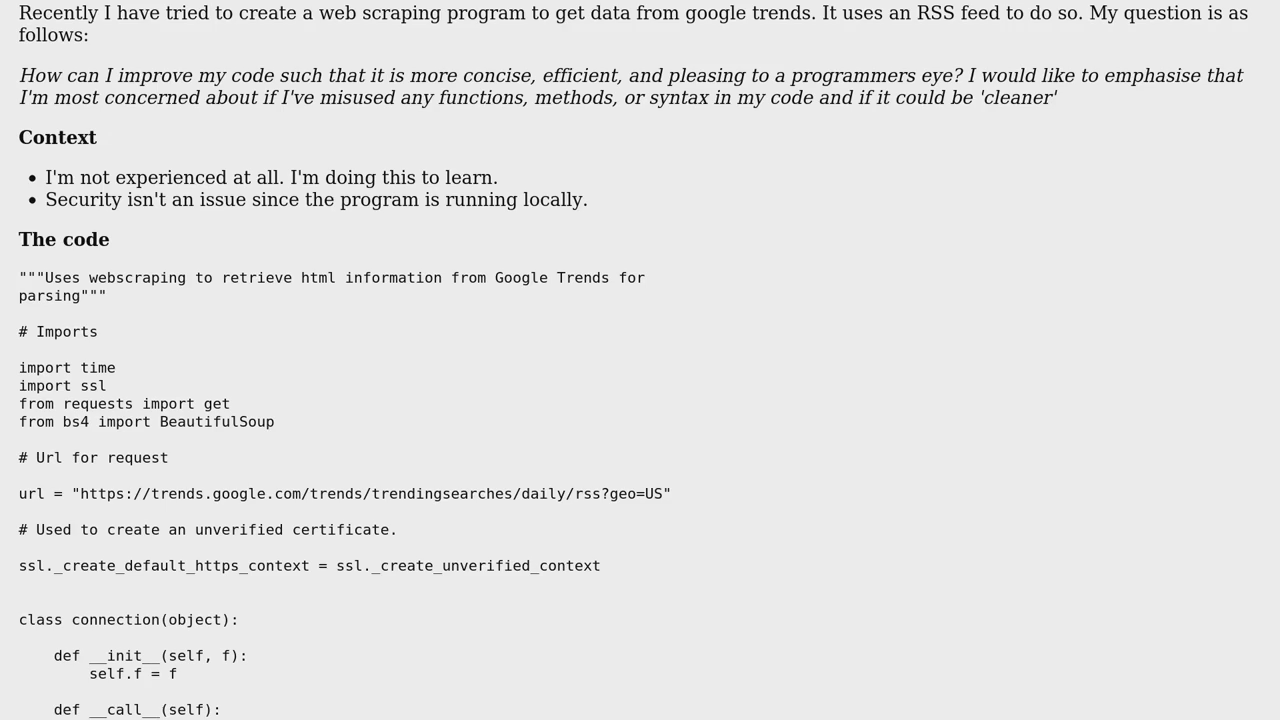 Recently I have tried to create a web scraping program to get data from google trends. It uses an RSS feed to do so. My question is as
follows:
How can I improve my code such that it is more concise, efficient, and pleasing to a programmers eye? I would like to emphasise that
I'm most concerned about if I've misused any functions, methods, or syntax in my code and if it could be 'cleaner'
Context
• I'm not experienced at all. I'm doing this to learn.
• Security isn't an issue since the program is running locally.
The code
"""Uses webscraping to retrieve html information from Google Trends for
parsing"""
# Imports
import time
import ssl
from requests import get
from bs4 import BeautifulSoup
# Url for request
url = "https://trends.google.com/trends/trendingsearches/daily/rss?geo=US"
# Used to create an unverified certificate.
ssl._create_default_https_context = ssl._create_unverified_context
class connection(object):
    def __init__(self, f):
        self.f = f
    def __call__(self):